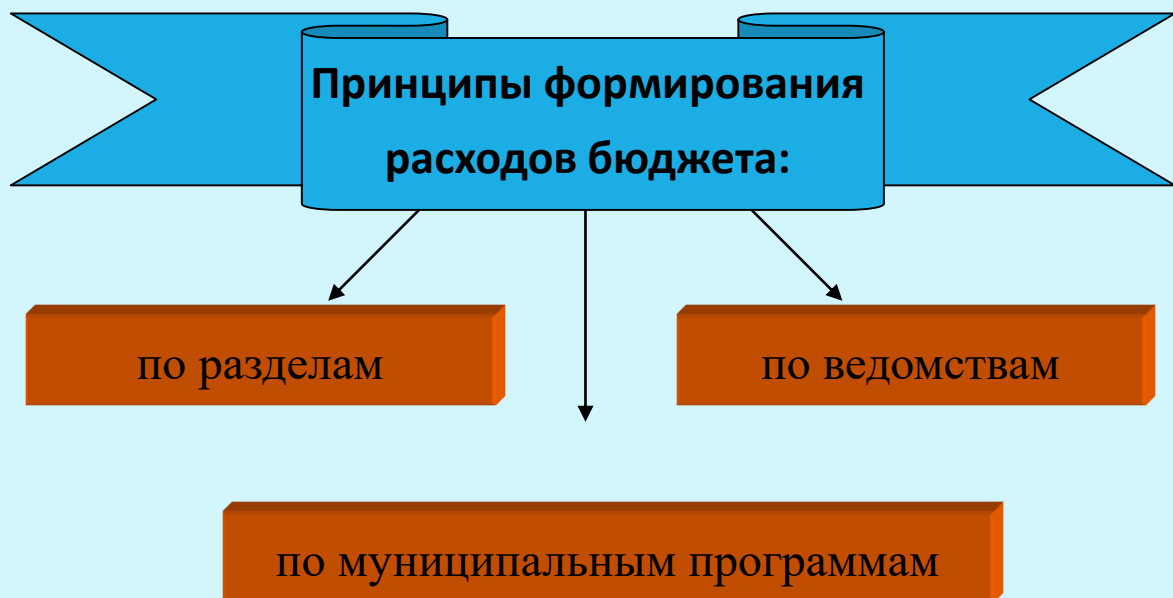 Принципы формирования
расходов бюджета:
по разделам
по ведомствам
по муниципальным программам